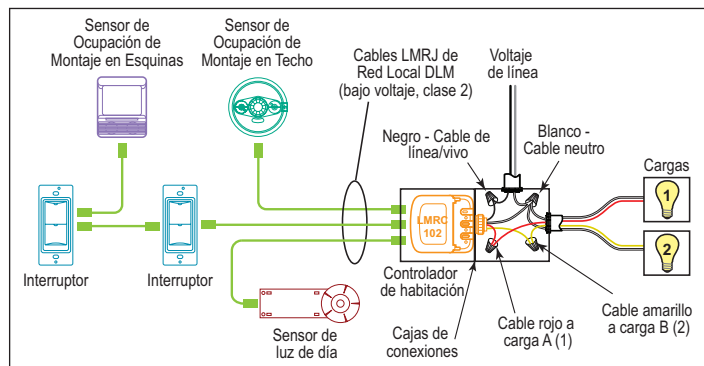 Sensor de
Ocupación de
Montaje en Esquinas
Sensor de
Ocupación de
Montaje en Techo
Cables LMRJ de
Red Local DLM
(bajo voltaje, clase 2)
Voltaje
de línea
Negro - Cable de
línea/vivo
Blanco -
Cable neutro
Cargas
1
LMRC
102
2
Interruptor
Interruptor
Controlador
de habitación
Sensor de
luz de día
Cajas de
conexiones
Cable rojo a
carga A (1)
Cable amarillo
a carga B (2)